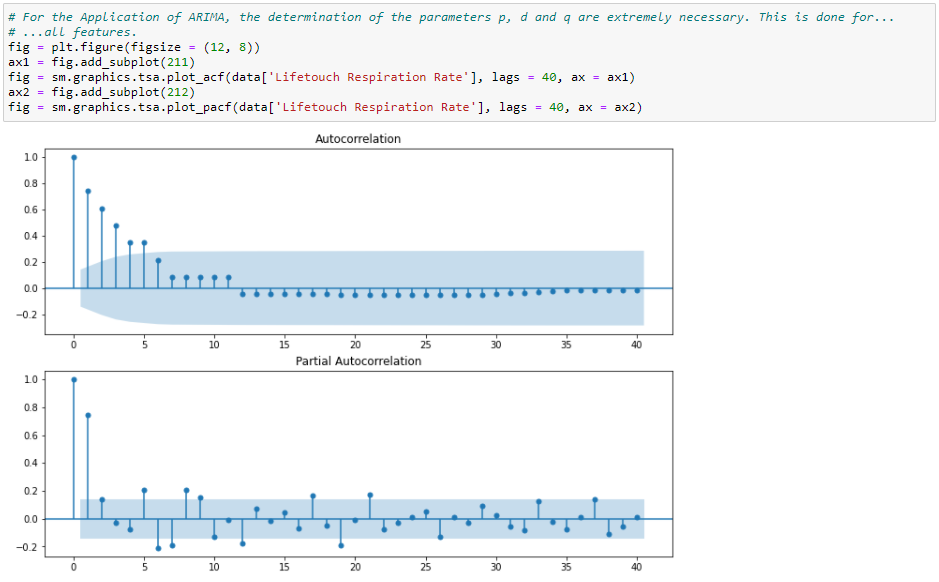 # For the Application of ARIMA, the determination of the parameters p, d and q are extremely necessary. This is done for...
# ...all features.
fig = plt.figure(figsize = (12, 8))
ax1 = fig.add_subplot(211)
fig = sm.graphics.tsa.plot_acf(data['Lifetouch Respiration Rate'], lags = 40, ax = ax1)
ax2 = fig.add_subplot(212)
fig = sm.graphics.tsa.plot_pacf(data['Lifetouch Respiration Rate'], lags = 40, ax = ax2)
Autocorrelation
1.0
0.8
0.6
0.4
0.2
0.0
−0.2
0 5 10 15 20 25 30 35 40
Partial Autocorrelation
1.0
0.8
0.6
0.4
0.2
0.0
−0.2
0 5 10 15 20 25 30 35 40